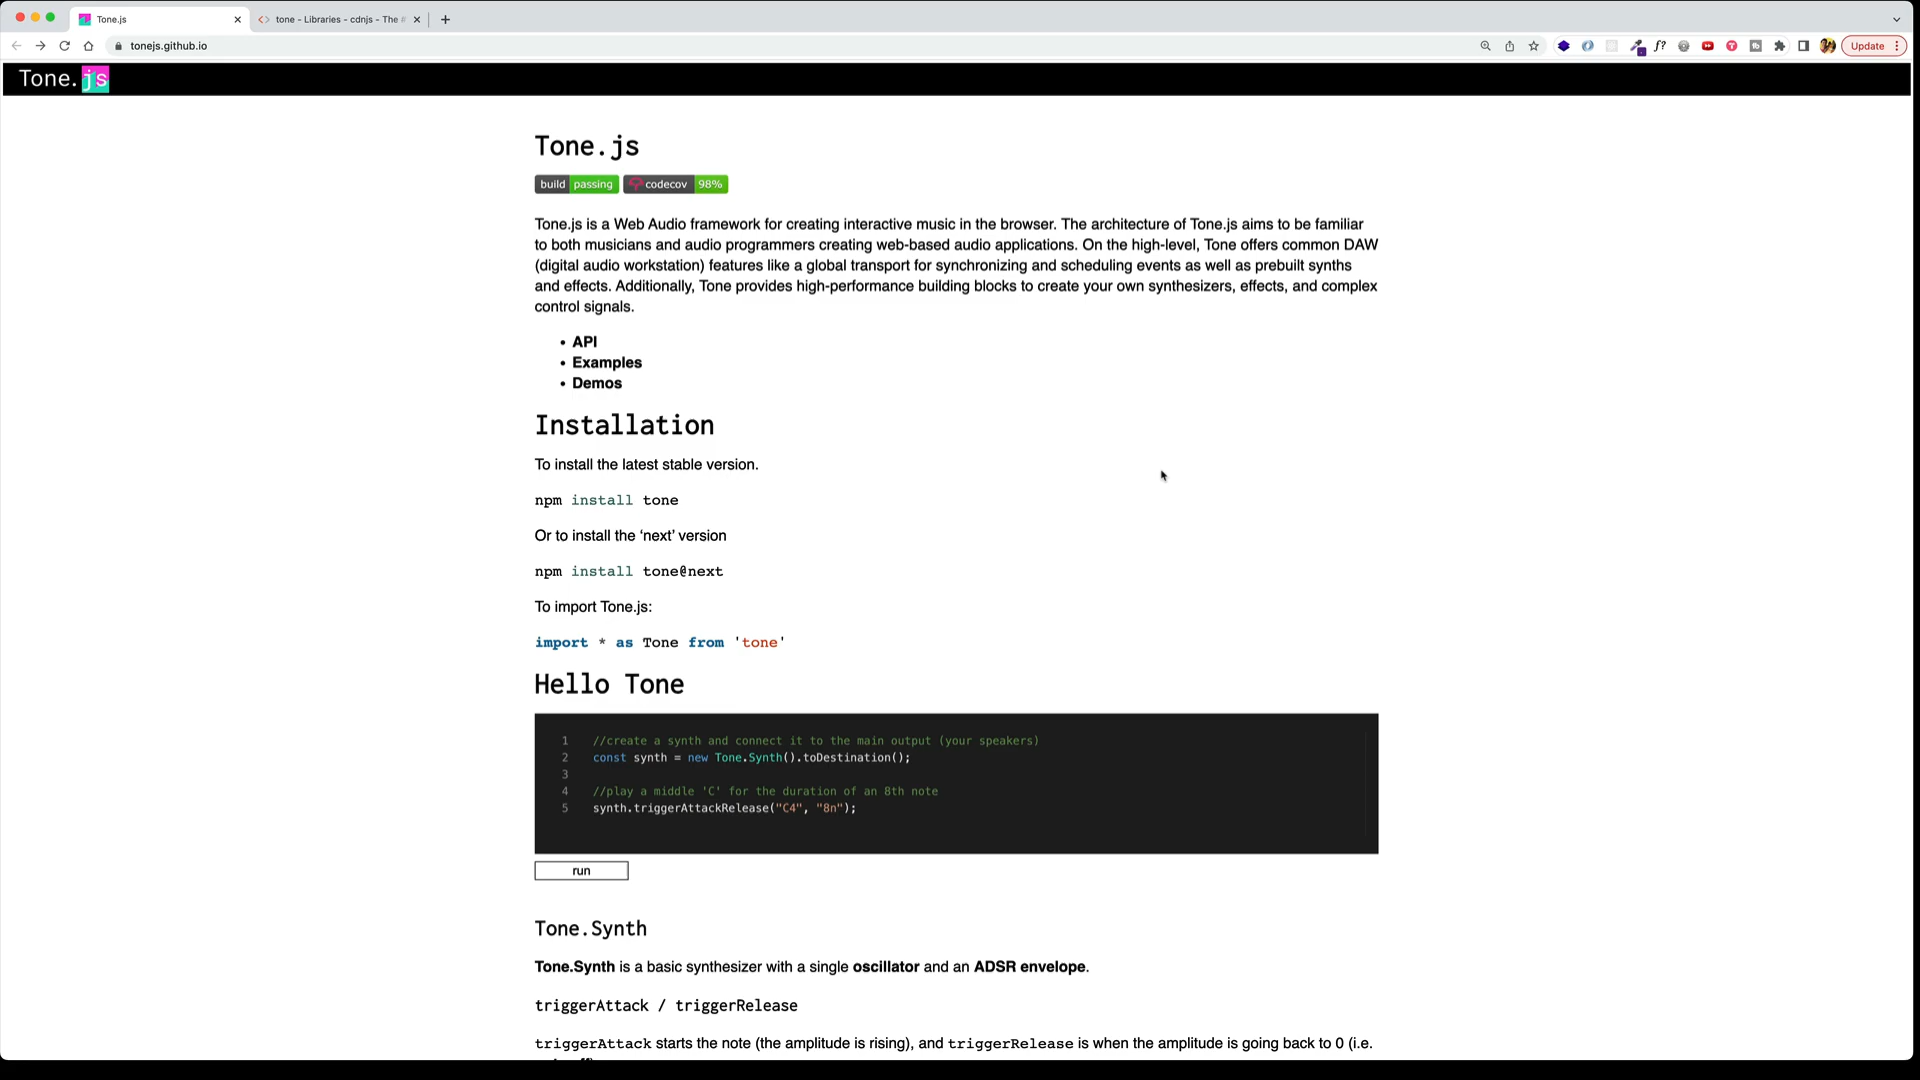 Tone.js
tone - Libraries - cdnjs - The #
tonejs.github.io
f?
Update
Tone.js
Tone.js
build passing codecov 98%
Tone.js is a Web Audio framework for creating interactive music in the browser. The architecture of Tone.js aims to be familiar
to both musicians and audio programmers creating web-based audio applications. On the high-level, Tone offers common DAW
(digital audio workstation) features like a global transport for synchronizing and scheduling events as well as prebuilt synths
and effects. Additionally, Tone provides high-performance building blocks to create your own synthesizers, effects, and complex
control signals.
• API
• Examples
• Demos
Installation
To install the latest stable version.
npm install tone
Or to install the ‘next’ version
npm install tone@next
To import Tone.js:
import * as Tone from 'tone'
Hello Tone
1 //create a synth and connect it to the main output (your speakers)
2 const synth = new Tone.Synth().toDestination();
3
4 //play a middle 'C' for the duration of an 8th note
5 synth.triggerAttackRelease("C4", "8n");
run
Tone.Synth
Tone.Synth is a basic synthesizer with a single oscillator and an ADSR envelope.
triggerAttack / triggerRelease
triggerAttack starts the note (the amplitude is rising), and triggerRelease is when the amplitude is going back to 0 (i.e.